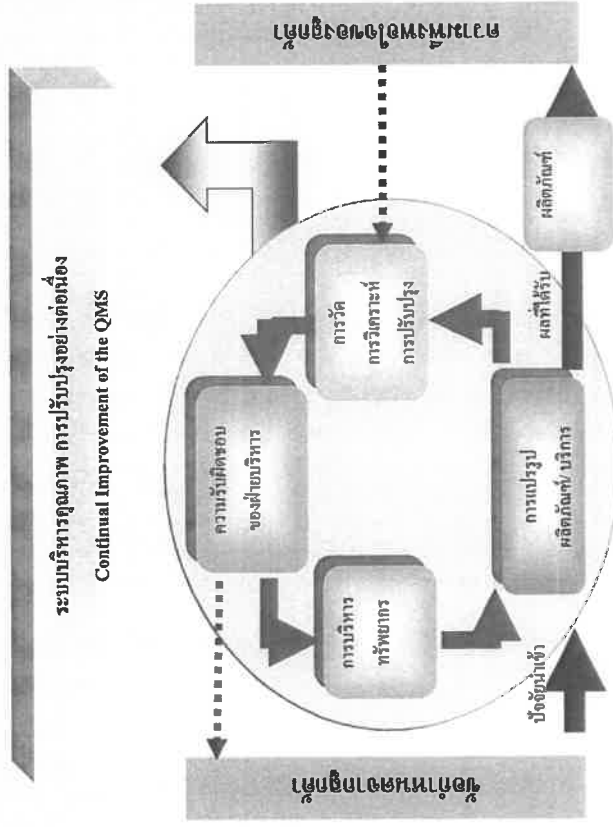 ระบบบริหารคุณภาพ การปรับปรุงอย่างต่อเนื่อง
Continual Improvement of the QMS
ข้อกำหนดจากลูกค้า
ความพึงพอใจของลูกค้า
ความรับผิดชอบ
ของฝ่ายบริหาร
การบริหาร
ทรัพยากร
การวัด
การวิเคราะห์
การปรับปรุง
การแปรรูป
ผลิตภัณฑ์/ บริการ
ปัจจัยนำเข้า
ผลที่ได้รับ
ผลิตภัณฑ์